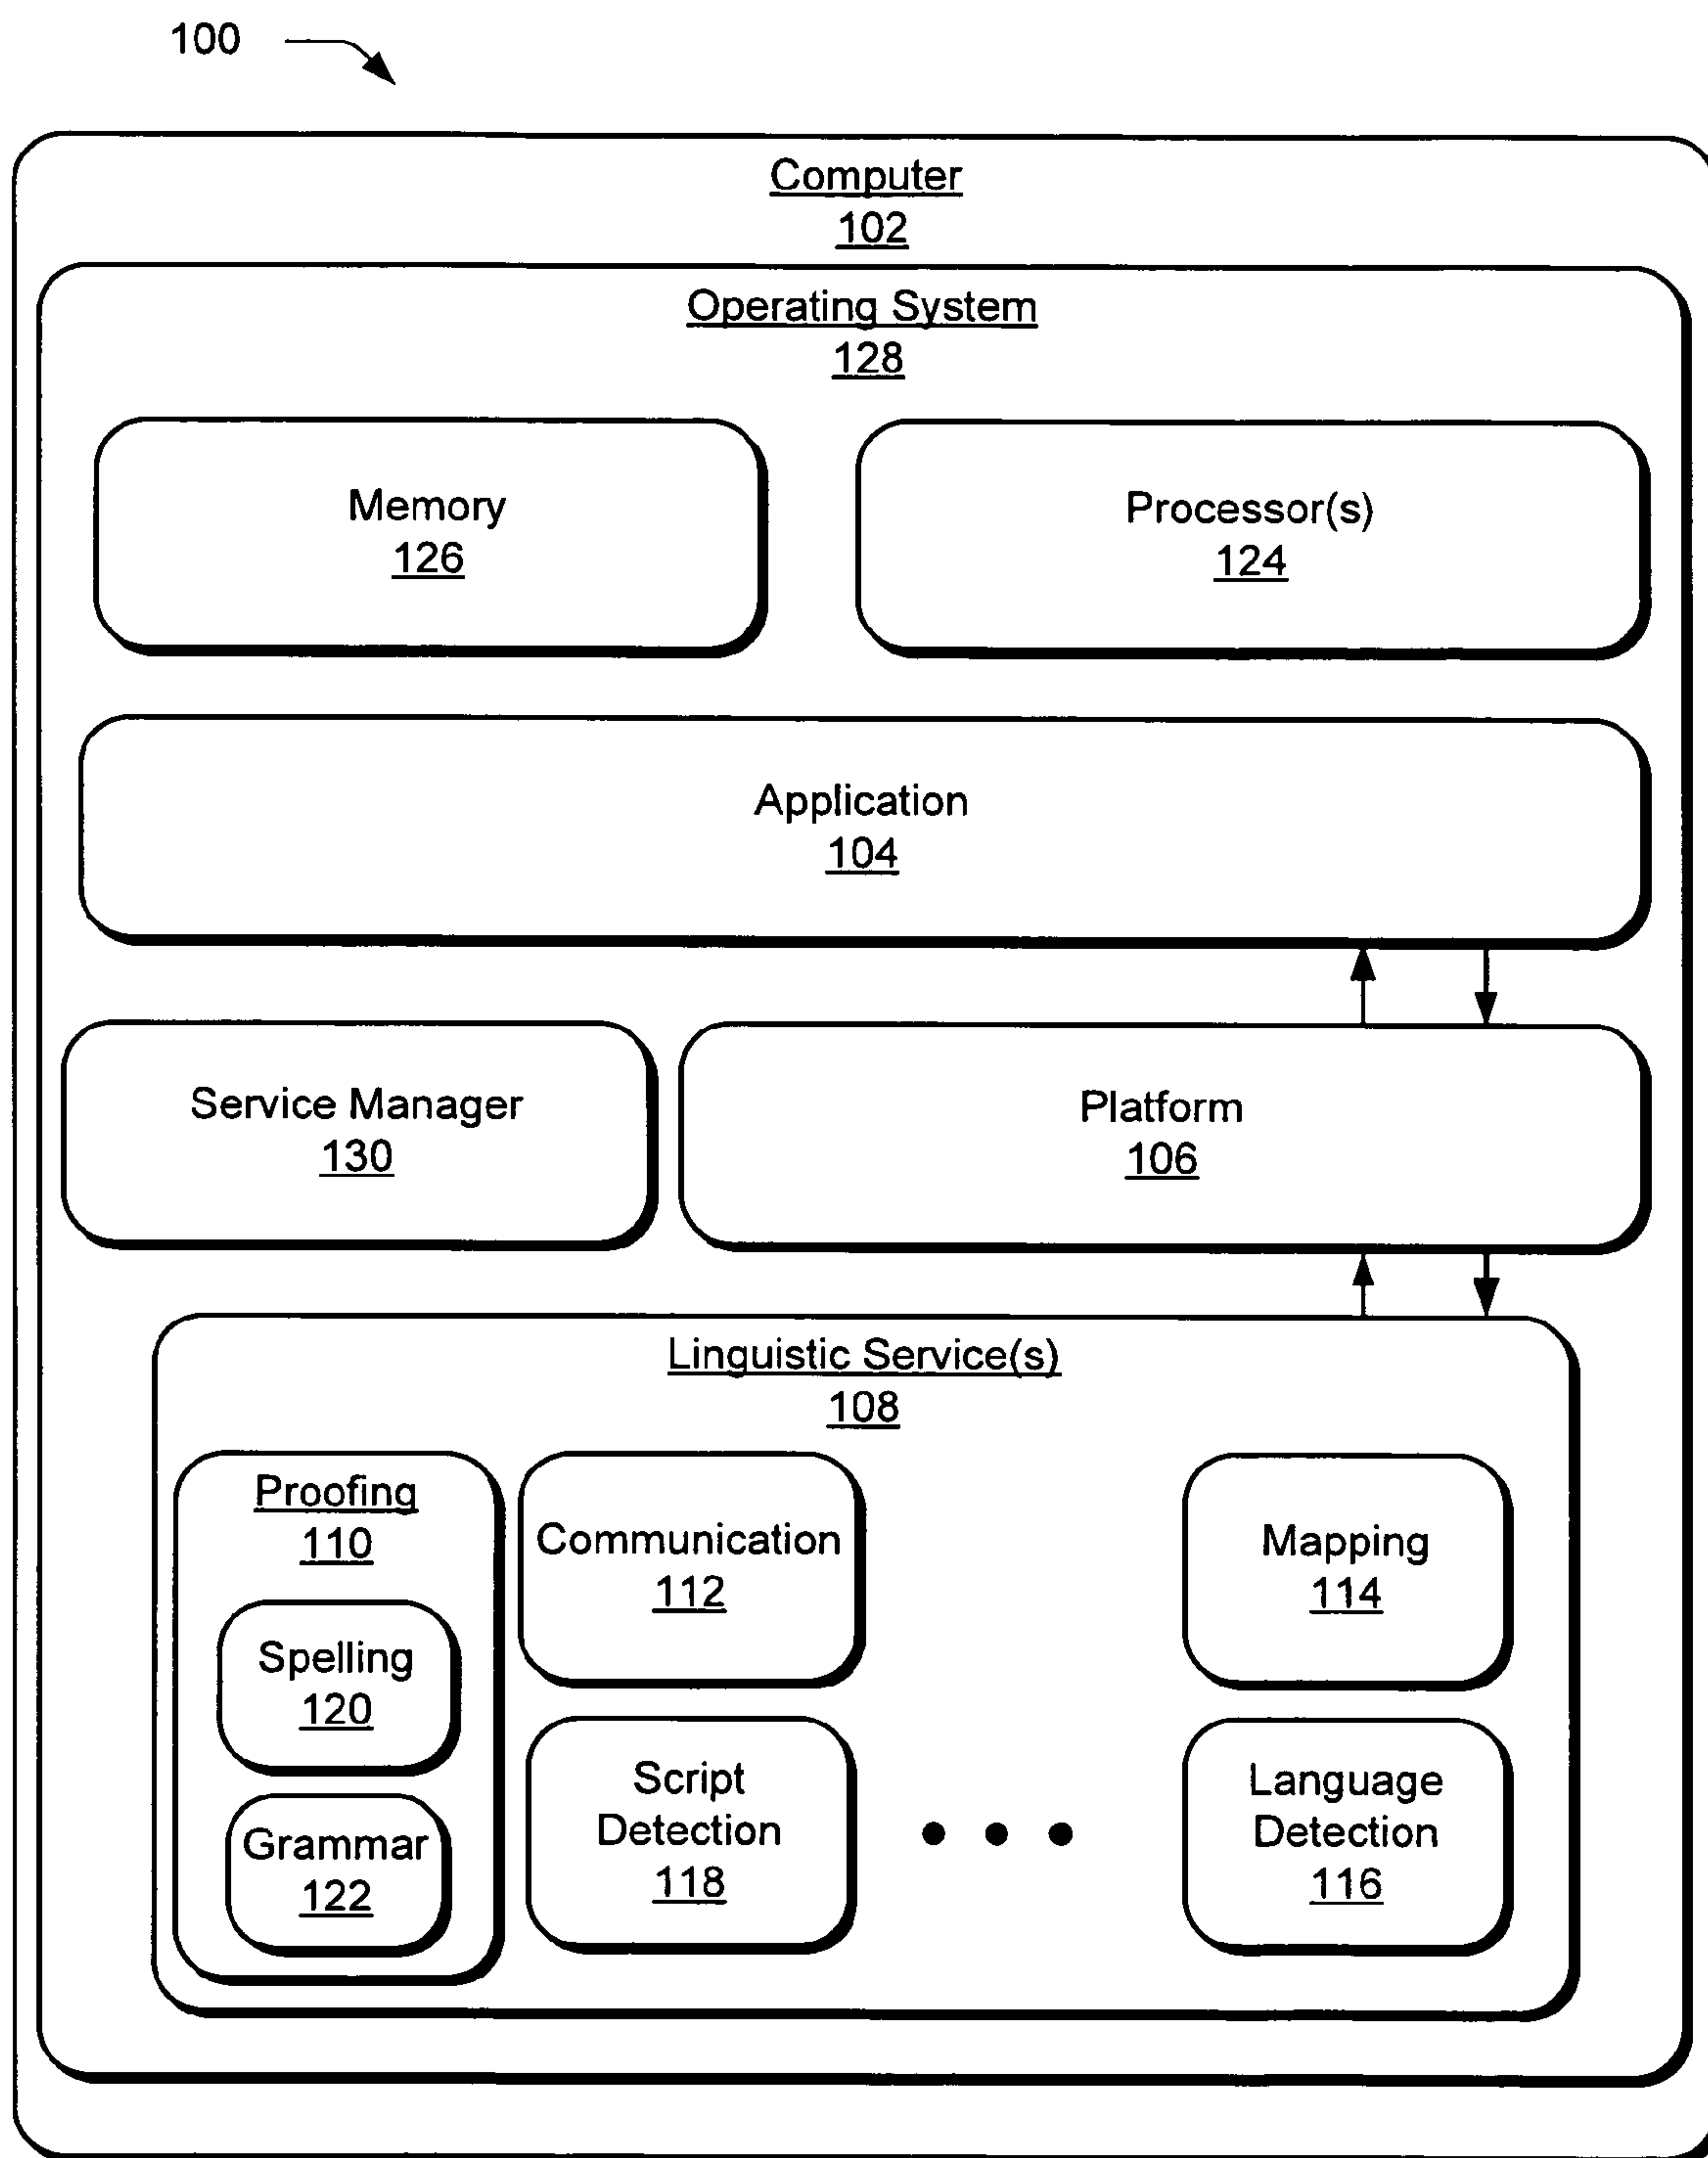 100
Computer
102
Operating System
128
Memory
126
Processor(s)
124
Application
104
Service Manager
130
Platform
106
Linguistic Service(s)
108
Proofing
110
Spelling
120
Grammar
122
Communication
112
Script
Detection
118
Mapping
114
Language
Detection
116